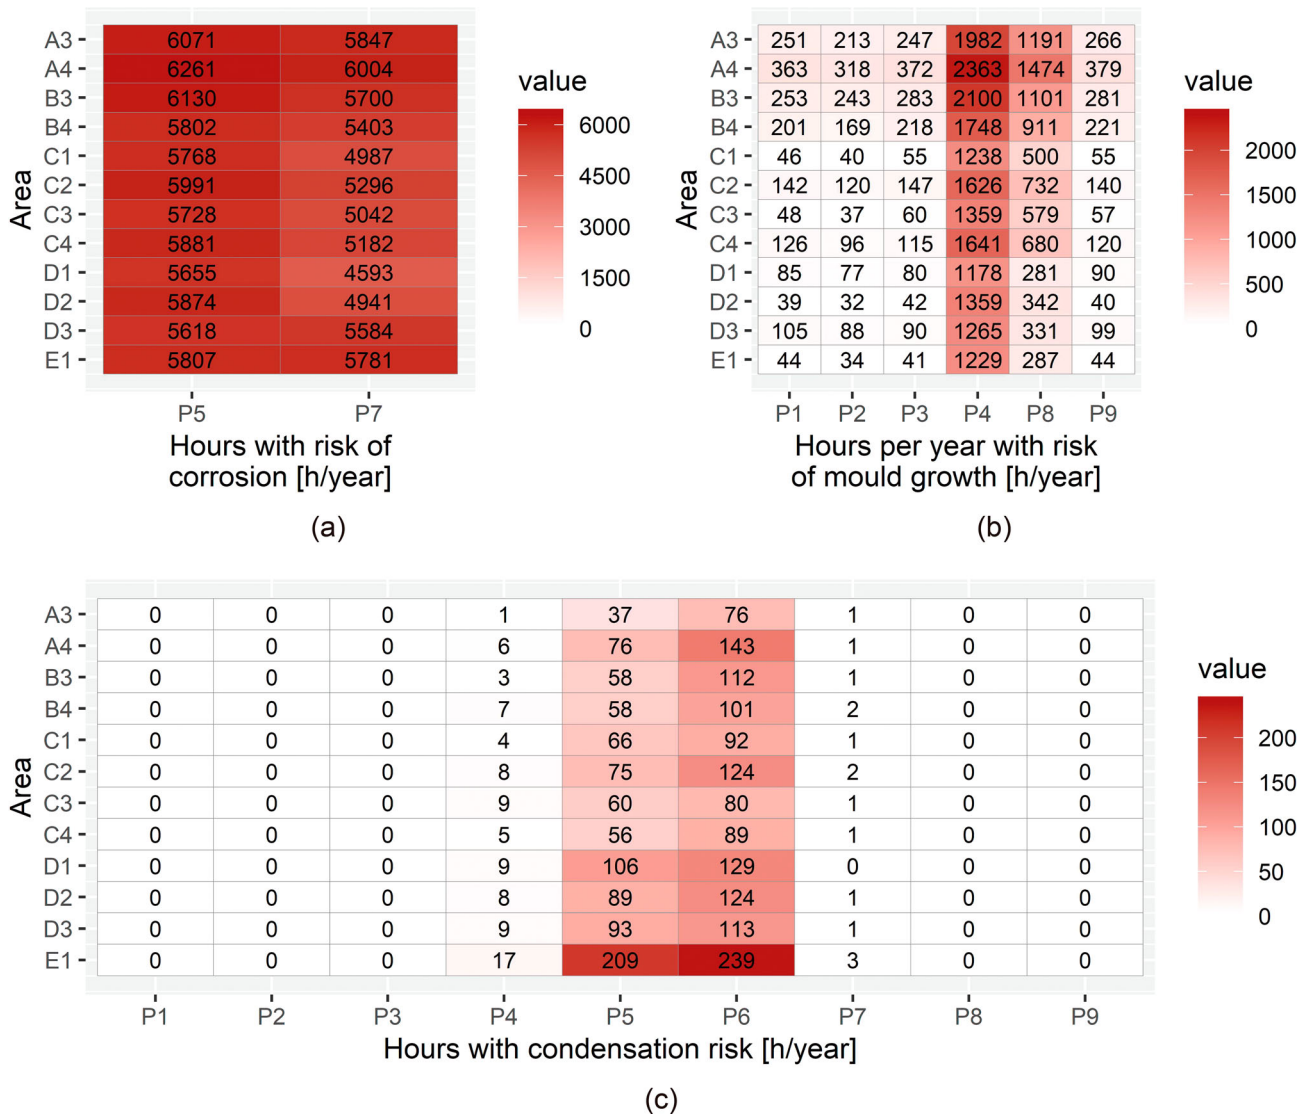 A3 6071 5847
A4 6261 6004
B3 6130 5700
B4 5802 5403
C1 5768 4987
C2 5991 5296
C3 5728 5042
C4 5881 5182
D1 5655 4593
D2 5874 4941
D3 5618 5584
E1 5807 5781
P5 P7
Area
Hours with risk of
corrosion [h/year]
value
6000
4500
3000
1500
0
(a)
A3 251 213 247 1982 1191 266
A4 363 318 372 2363 1474 379
B3 253 243 283 2100 1101 281
B4 201 169 218 1748 911 221
C1 46 40 55 1238 500 55
C2 142 120 147 1626 732 140
C3 48 37 60 1359 579 57
C4 126 96 115 1641 680 120
D1 85 77 80 1178 281 90
D2 39 32 42 1359 342 40
D3 105 88 90 1265 331 99
E1 44 34 41 1229 287 44
P1 P2 P3 P4 P8 P9
Area
Hours per year with risk
of mould growth [h/year]
value
2000
1500
1000
500
0
(b)
A3 0 0 0 1 37 76 1 0 0
A4 0 0 0 6 76 143 1 0 0
B3 0 0 0 3 58 112 1 0 0
B4 0 0 0 7 58 101 2 0 0
C1 0 0 0 4 66 92 1 0 0
C2 0 0 0 8 75 124 2 0 0
C3 0 0 0 9 60 80 1 0 0
C4 0 0 0 5 56 89 1 0 0
D1 0 0 0 9 106 129 0 0 0
D2 0 0 0 8 89 124 1 0 0
D3 0 0 0 9 93 113 1 0 0
E1 0 0 0 17 209 239 3 0 0
P1 P2 P3 P4 P5 P6 P7 P8 P9
Area
Hours with condensation risk [h/year]
value
200
150
100
50
0
(c)